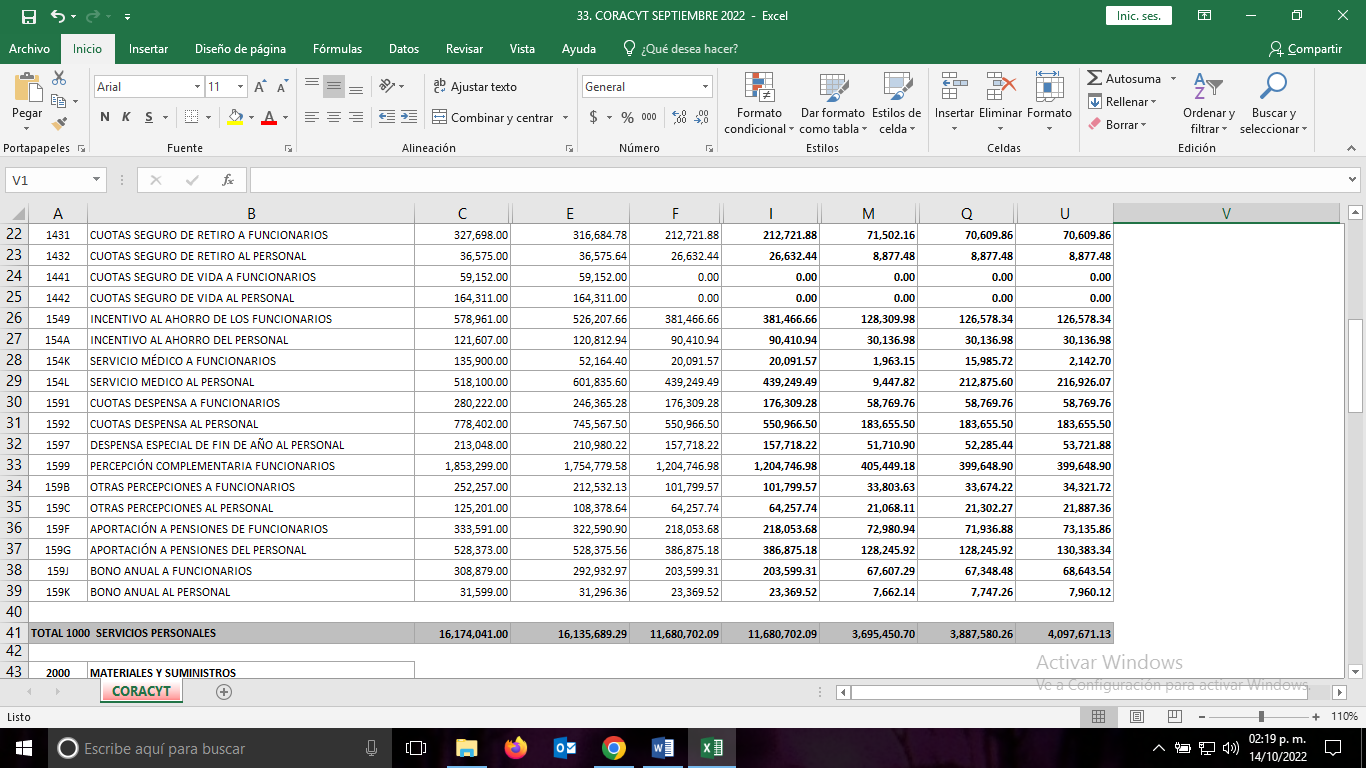 33. CORACYT SEPTIEMBRE 2022 - Excel
Inic. ses.
Archivo Inicio Insertar Diseño de página Fórmulas Datos Revisar Vista Ayuda ¿Qué desea hacer? Compartir
Pegar
Arial 11
N K S
Ajustar texto
Combinar y centrar
General
$ % 000
Formato condicional
Dar formato como tabla
Estilos de celda
Insertar Eliminar Formato
Autosuma
Rellenar
Borrar
Ordenar y filtrar
Buscar y seleccionar
Portapapeles Fuente Alineación Número Estilos Celdas Edición
V1 fx
A B C E F I M Q U V
22 1431 CUOTAS SEGURO DE RETIRO A FUNCIONARIOS 327,698.00 316,684.78 212,721.88 212,721.88 71,502.16 70,609.86 70,609.86
23 1432 CUOTAS SEGURO DE RETIRO AL PERSONAL 36,575.00 36,575.64 26,632.44 26,632.44 8,877.48 8,877.48 8,877.48
24 1441 CUOTAS SEGURO DE VIDA A FUNCIONARIOS 59,152.00 59,152.00 0.00 0.00 0.00 0.00 0.00
25 1442 CUOTAS SEGURO DE VIDA AL PERSONAL 164,311.00 164,311.00 0.00 0.00 0.00 0.00 0.00
26 1549 INCENTIVO AL AHORRO DE LOS FUNCIONARIOS 578,961.00 526,207.66 381,466.66 381,466.66 128,309.98 126,578.34 126,578.34
27 154A INCENTIVO AL AHORRO DEL PERSONAL 121,607.00 120,812.94 90,410.94 90,410.94 30,136.98 30,136.98 30,136.98
28 154K SERVICIO MÉDICO A FUNCIONARIOS 135,900.00 52,164.40 20,091.57 20,091.57 1,963.15 15,985.72 2,142.70
29 154L SERVICIO MEDICO AL PERSONAL 518,100.00 601,835.60 439,249.49 439,249.49 9,447.82 212,875.60 216,926.07
30 1591 CUOTAS DESPENSA A FUNCIONARIOS 280,222.00 246,365.28 176,309.28 176,309.28 58,769.76 58,769.76 58,769.76
31 1592 CUOTAS DESPENSA AL PERSONAL 778,402.00 745,567.50 550,966.50 550,966.50 183,655.50 183,655.50 183,655.50
32 1597 DESPENSA ESPECIAL DE FIN DE AÑO AL PERSONAL 213,048.00 210,980.22 157,718.22 157,718.22 51,710.90 52,285.44 53,721.88
33 1599 PERCEPCIÓN COMPLEMENTARIA FUNCIONARIOS 1,853,299.00 1,754,779.58 1,204,746.98 1,204,746.98 405,449.18 399,648.90 399,648.90
34 159B OTRAS PERCEPCIONES A FUNCIONARIOS 252,257.00 212,532.13 101,799.57 101,799.57 33,803.63 33,674.22 34,321.72
35 159C OTRAS PERCEPCIONES AL PERSONAL 125,201.00 108,378.64 64,257.74 64,257.74 21,068.11 21,302.27 21,887.36
36 159F APORTACIÓN A PENSIONES DE FUNCIONARIOS 333,591.00 322,590.90 218,053.68 218,053.68 72,980.94 71,936.88 73,135.86
37 159G APORTACIÓN A PENSIONES DEL PERSONAL 528,373.00 528,375.56 386,875.18 386,875.18 128,245.92 128,245.92 130,383.34
38 159J BONO ANUAL A FUNCIONARIOS 308,879.00 292,932.97 203,599.31 203,599.31 67,607.29 67,348.48 68,643.54
39 159K BONO ANUAL AL PERSONAL 31,599.00 31,296.36 23,369.52 23,369.52 7,662.14 7,747.26 7,960.12
40
41 TOTAL 1000 SERVICIOS PERSONALES 16,174,041.00 16,135,689.29 11,680,702.09 11,680,702.09 3,695,450.70 3,887,580.26 4,097,671.13
42
43 2000 MATERIALES Y SUMINISTROS
Activar Windows
Ve a Configuración para activar Windows.
CORACYT
Listo 110%
Escribe aquí para buscar
02:19 p. m.
14/10/2022